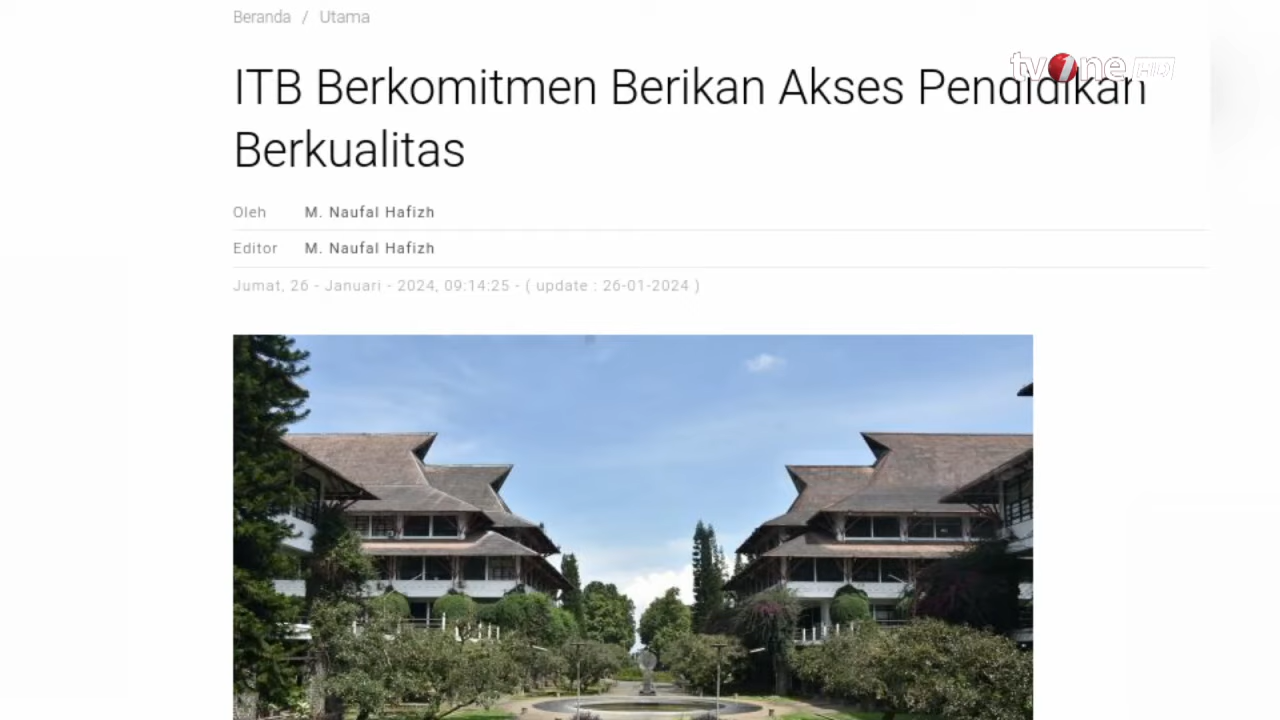 Beranda / Utama
tvOne HD
ITB Berkomitmen Berikan Akses Pendidikan
Berkualitas
Oleh M. Naufal Hafizh
Editor M. Naufal Hafizh
Jumat, 26 - Januari - 2024, 09:14:25 - ( update : 26-01-2024 )